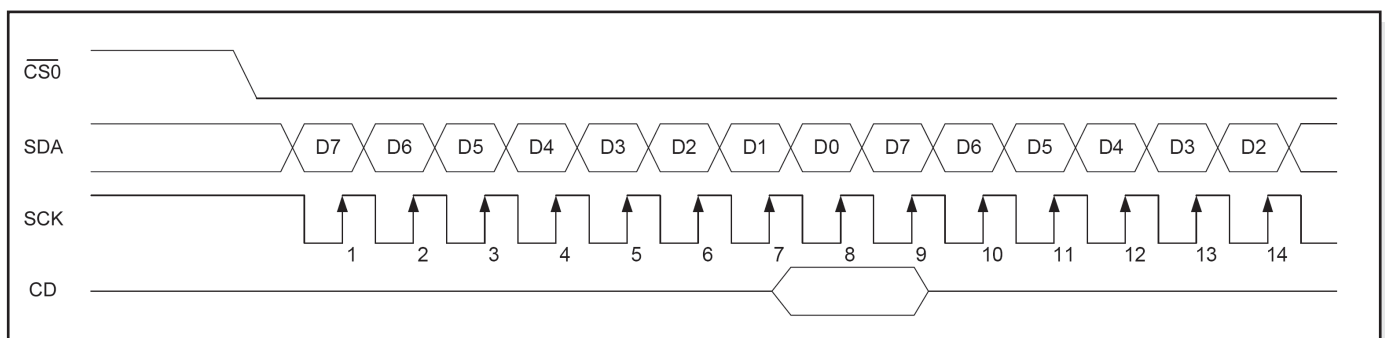 CS0
SDA D7 D6 D5 D4 D3 D2 D1 D0 D7 D6 D5 D4 D3 D2
SCK
1 2 3 4 5 6 7 8 9 10 11 12 13 14
CD